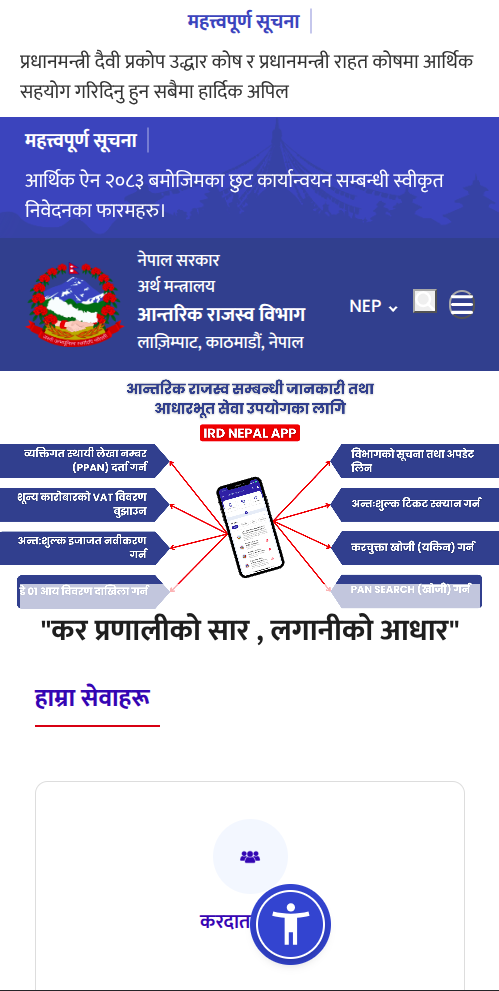 महत्त्वपूर्ण सूचना
प्रधानमन्त्री दैवी प्रकोप उद्धार कोष र प्रधानमन्त्री राहत कोषमा आर्थिक
सहयोग गरिदिनु हुन सबैमा हार्दिक अपिल
महत्त्वपूर्ण सूचना
आर्थिक ऐन २०८३ बमोजिमका छुट कार्यान्वयन सम्बन्धी स्वीकृत
निवेदनका फारमहरु।
नेपाल सरकार
अर्थ मन्त्रालय
आन्तरिक राजस्व विभाग
लाज़िम्पाट, काठमाडौं, नेपाल
NEP
आन्तरिक राजस्व सम्बन्धी जानकारी तथा
आधारभूत सेवा उपयोगका लागि
IRD NEPAL APP
व्यक्तिगत स्थायी लेखा नम्बर
(PPAN) दर्ता गर्न
शून्य कारोबारको VAT विवरण
बुझाउन
अन्त:शुल्क इजाजत नवीकरण
गर्न
डि 01 आय विवरण दाखिला गर्न
विभागको सूचना तथा अपडेट
लिन
अन्तःशुल्क टिकट स्क्यान गर्न
करचुक्ता खोजी (यकिन) गर्न
PAN SEARCH (खोजी) गर्न
"कर प्रणालीको सार , लगानीको आधार"
हाम्रा सेवाहरू
करदात